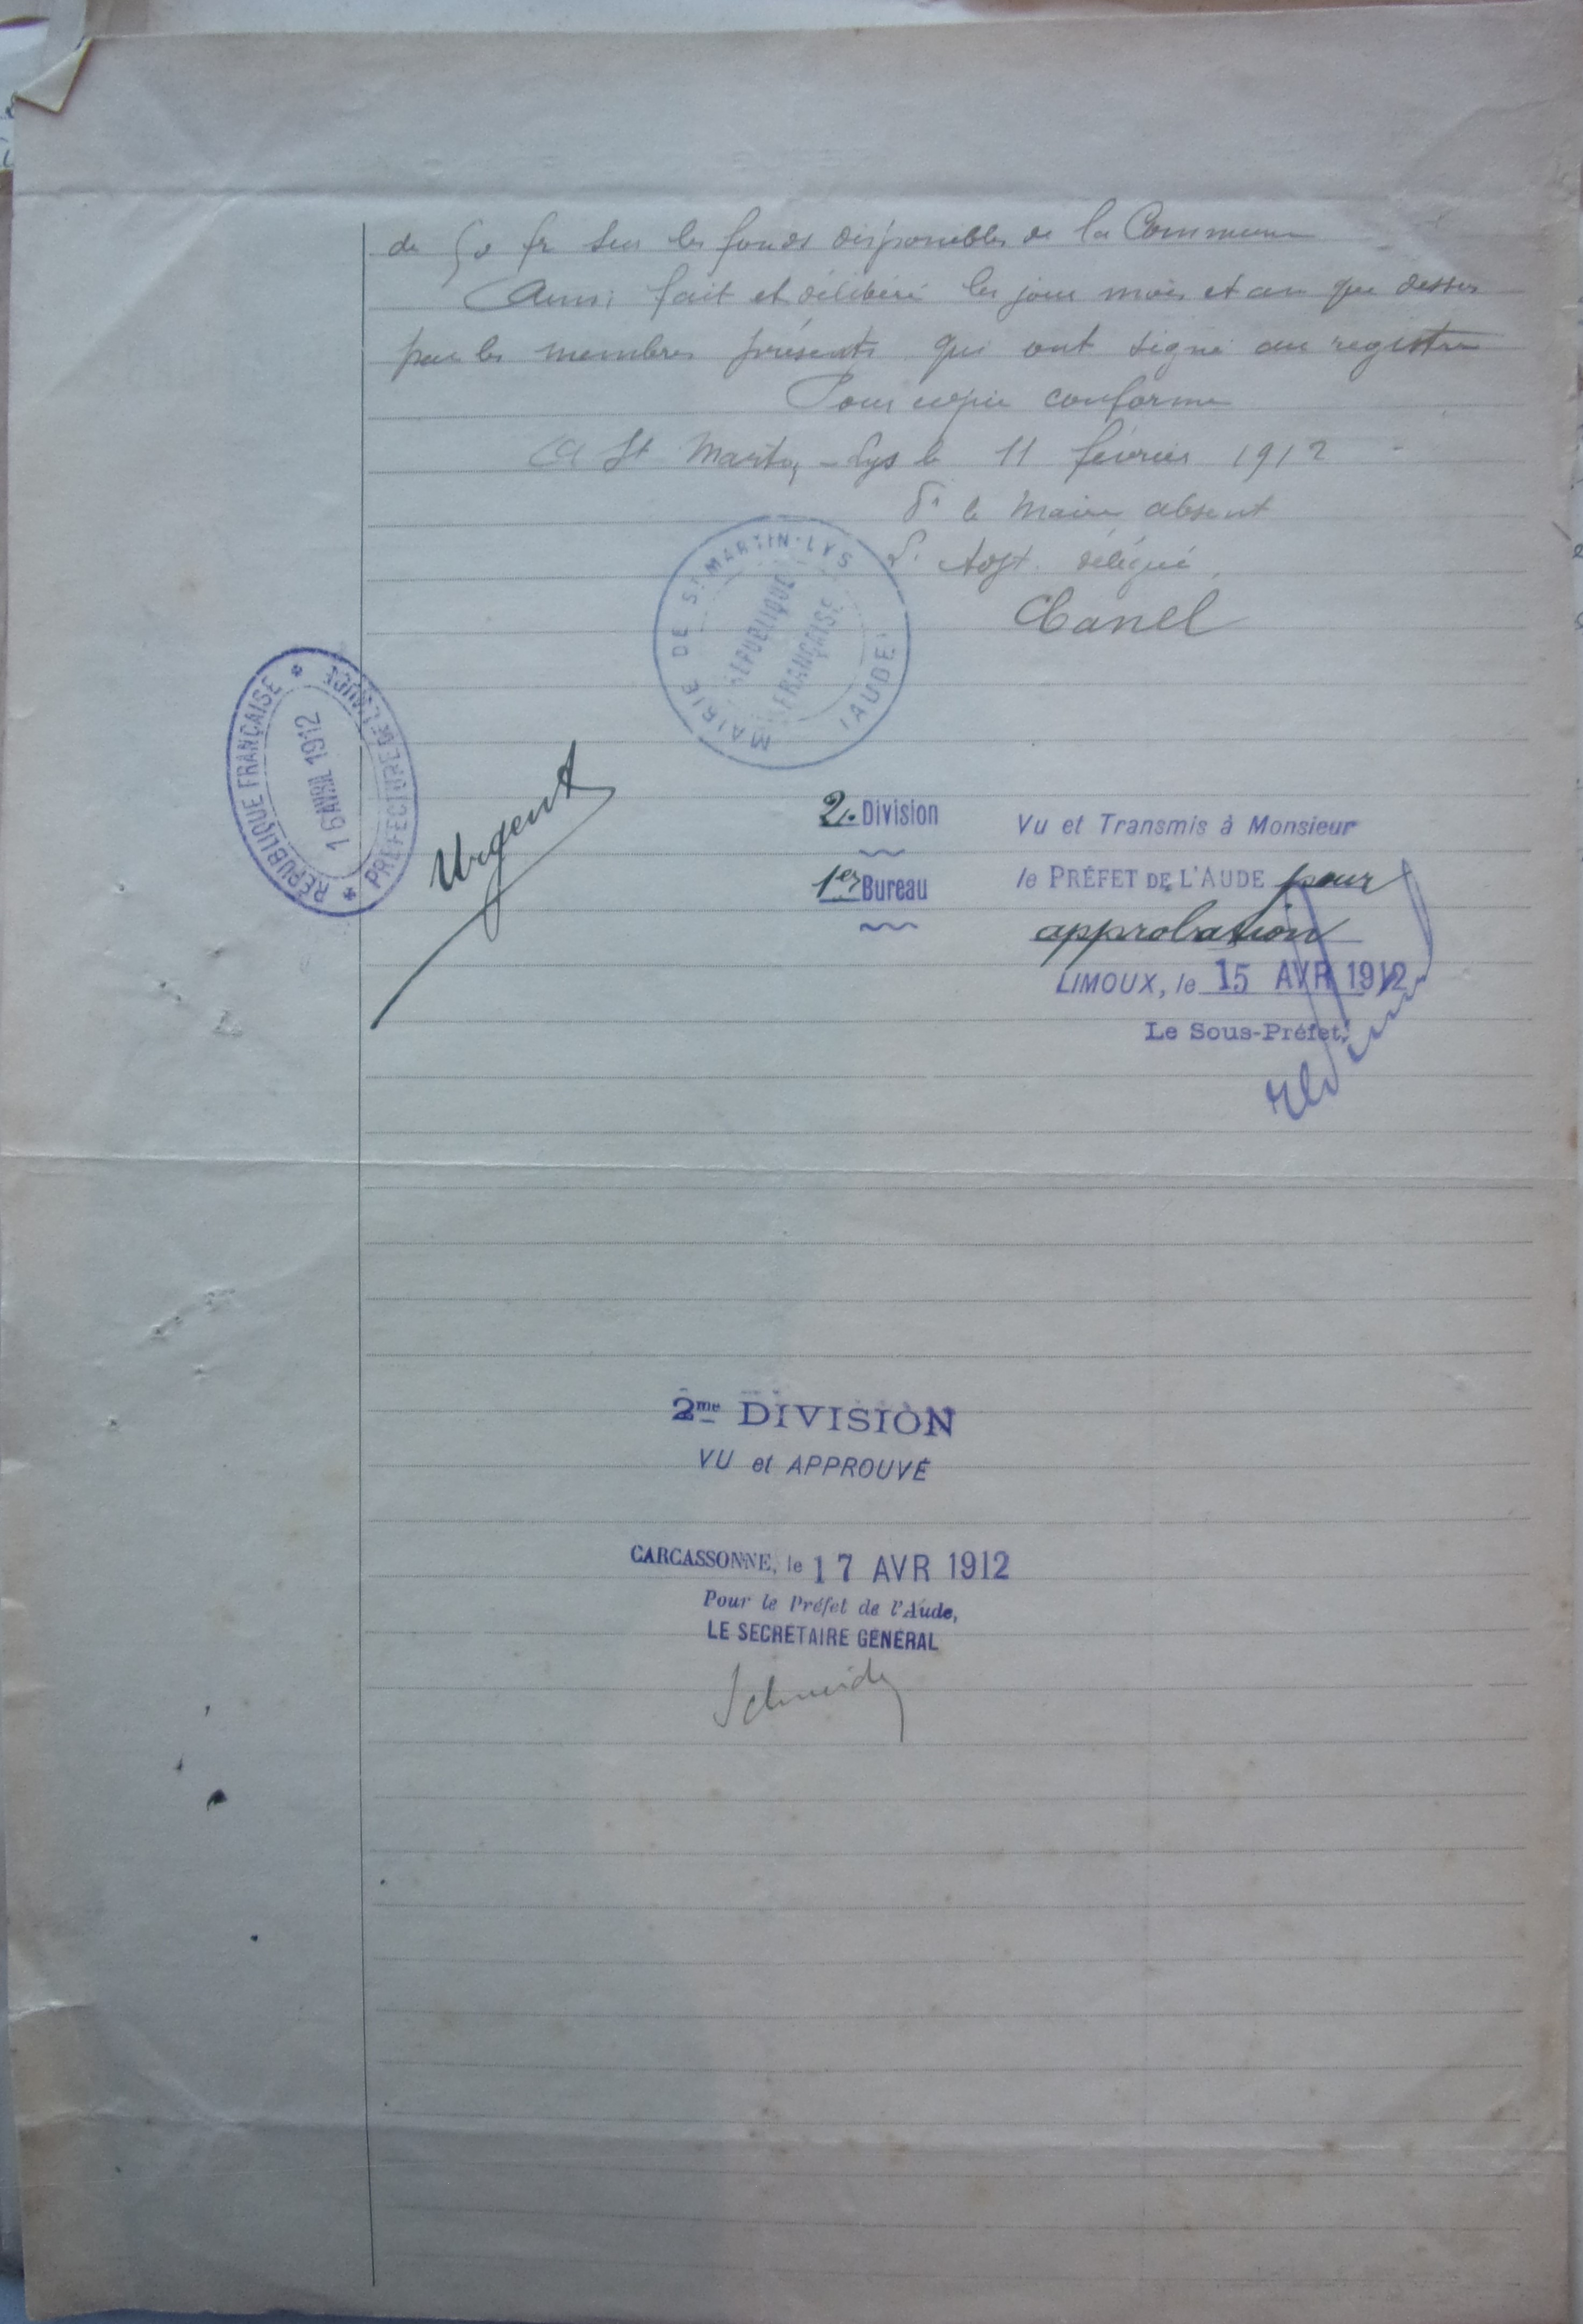 de 50 fr sur les fonds disponibles de la Commune
Ainsi fait et délibéré les jour mois et an que dessus
par les membres présents qui ont signé au registre
Pour copie conforme
A St Martin-Lys le 11 février 1912
Pr le Maire absent
L' Adjt. délégué,
Canel
MAIRIE DE St MARTIN-LYS (AUDE)
RÉPUBLIQUE
FRANÇAISE
RÉPUBLIQUE FRANÇAISE
16 AVRIL 1912
PRÉFECTURE DE L'AUDE
Urgent
2e Division
1er Bureau
Vu et Transmis à Monsieur
le PRÉFET DE L'AUDE pour
approbation
LIMOUX, le 15 AVR 1912
Le Sous-Préfet,
2me DIVISION
VU et APPROUVÉ
CARCASSONNE, le 17 AVR 1912
Pour le Préfet de l'Aude,
LE SECRÉTAIRE GÉNÉRAL